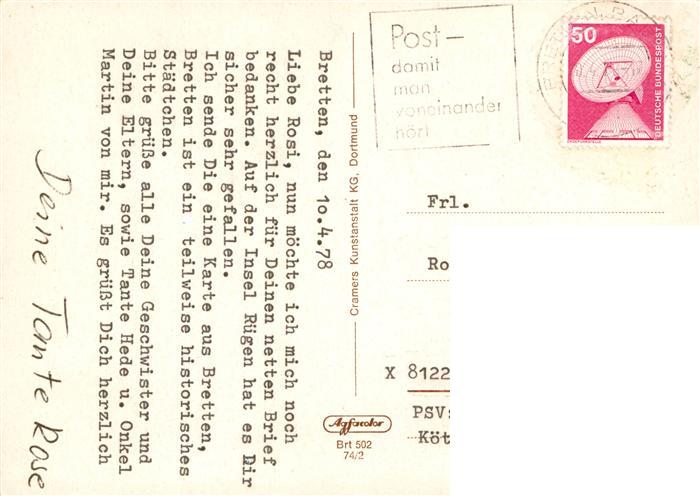 Bretten, den 10.4.78
Liebe Rosi, nun möchte ich mich noch
recht herzlich für Deinen netten Brief
bedanken. Auf der Insel Rügen hat es Dir
sicher sehr gefallen.
Ich sende Die eine Karte aus Bretten,
Bretten ist ein teilweise historisches
Städtchen.
Bitte grüße alle Deine Geschwister und
Deine Eltern, sowie Tante Hede u. Onkel
Martin von mir. Es grüßt Dich herzlich
Deine Tante Rose
Cramers Kunstanstalt KG, Dortmund
Agfacolor
Brt 502
74/2
Post-
damit
man
voneinander
hört
50
DEUTSCHE BUNDESPOST
ERDEFUNKSTELLE
Frl.
Ro
X 8122
PSV:
Köt